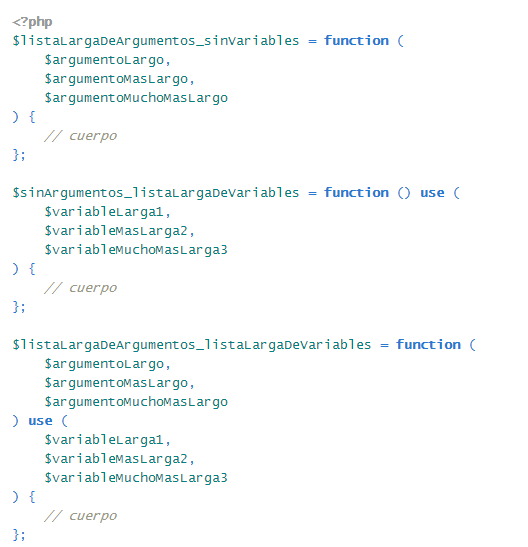 <?php
$listaLargaDeArgumentos_sinVariables = function (
    $argumentoLargo,
    $argumentoMasLargo,
    $argumentoMuchoMasLargo
) {
    // cuerpo
};

$sinArgumentos_listaLargaDeVariables = function () use (
    $variableLarga1,
    $variableMasLarga2,
    $variableMuchoMasLarga3
) {
    // cuerpo
};

$listaLargaDeArgumentos_listaLargaDeVariables = function (
    $argumentoLargo,
    $argumentoMasLargo,
    $argumentoMuchoMasLargo
) use (
    $variableLarga1,
    $variableMasLarga2,
    $variableMuchoMasLarga3
) {
    // cuerpo
};